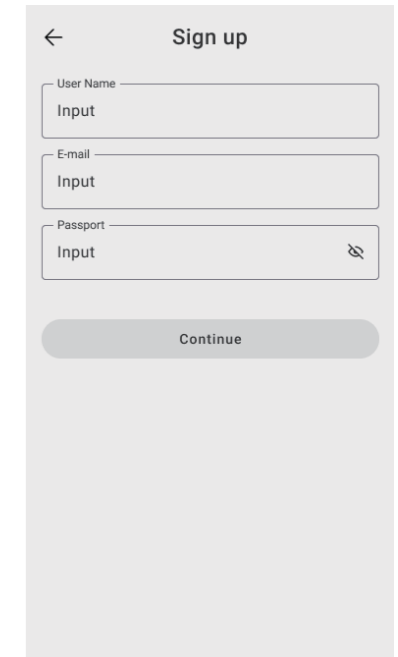 Sign up
User Name
Input
E-mail
Input
Passport
Input
Continue